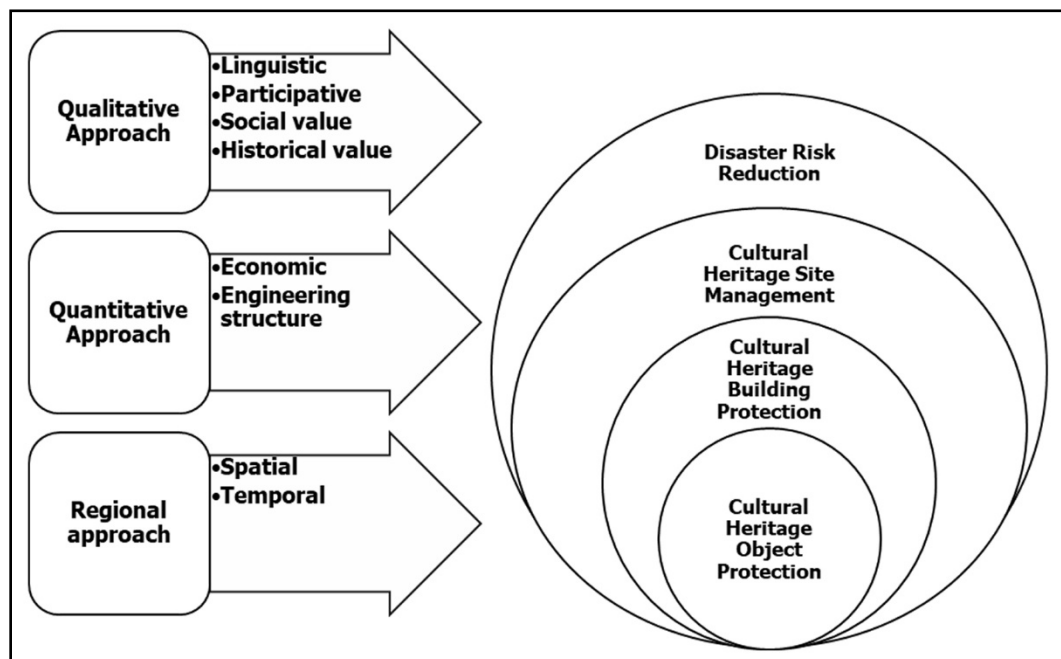 Qualitative
Approach
•Linguistic
•Participative
•Social value
•Historical value
Quantitative
Approach
•Economic
•Engineering
structure
Regional
approach
•Spatial
•Temporal
Disaster Risk
Reduction
Cultural
Heritage Site
Management
Cultural
Heritage
Building
Protection
Cultural
Heritage
Object
Protection